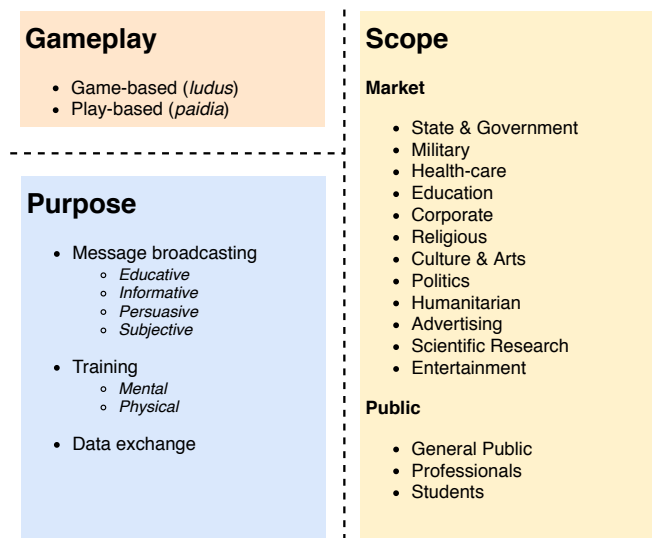 Gameplay
Game-based (ludus)
Play-based (paidia)
Purpose
Message broadcasting
Educative
Informative
Persuasive
Subjective
Training
Mental
Physical
Data exchange
Scope
Market
State & Government
Military
Health-care
Education
Corporate
Religious
Culture & Arts
Politics
Humanitarian
Advertising
Scientific Research
Entertainment
Public
General Public
Professionals
Students